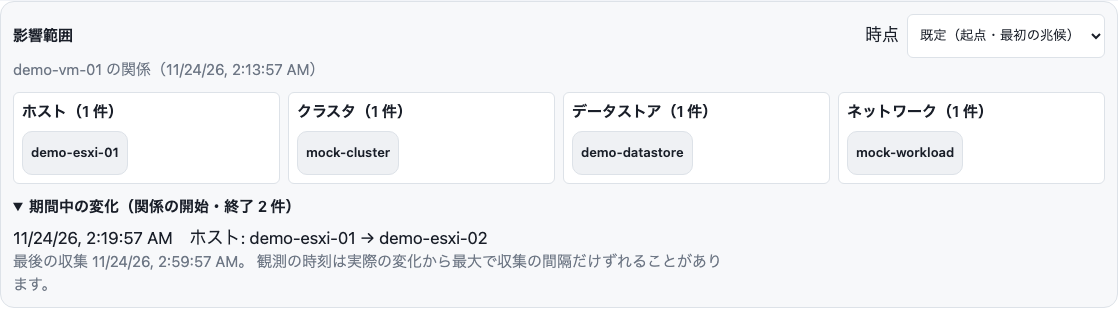 影響範囲
時点 既定（起点・最初の兆候）
demo-vm-01 の関係（11/24/26, 2:13:57 AM）
ホスト（1 件）
demo-esxi-01
クラスタ（1 件）
mock-cluster
データストア（1 件）
demo-datastore
ネットワーク（1 件）
mock-workload
▼ 期間中の変化（関係の開始・終了 2 件）
11/24/26, 2:19:57 AM　ホスト: demo-esxi-01 → demo-esxi-02
最後の収集 11/24/26, 2:59:57 AM。 観測の時刻は実際の変化から最大で収集の間隔だけずれることがあり
ます。